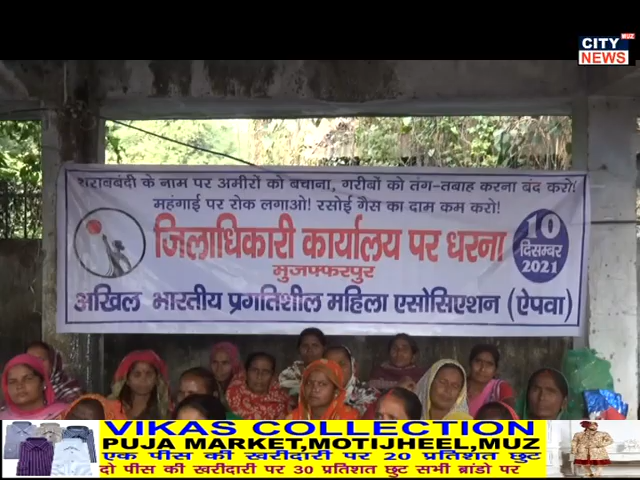 CITY MUZ
NEWS
शराबबंदी के नाम पर अमीरों को बचाना, गरीबों को तंग-तबाह करना बंद करो!
महंगाई पर रोक लगाओ! रसोई गैस का दाम कम करो!
जिलाधिकारी कार्यालय पर धरना
मुजफ्फरपुर
10
दिसम्बर
2021
अखिल भारतीय प्रगतिशील महिला एसोसिएशन (ऐपवा)
VIKAS COLLECTION
PUJA MARKET,MOTIJHEEL,MUZ
एक पीस की खरीदारी पर 20 प्रतिशत छुट
दो पीस की खरीदारी पर 30 प्रतिशत छुट सभी ब्रांडो पर